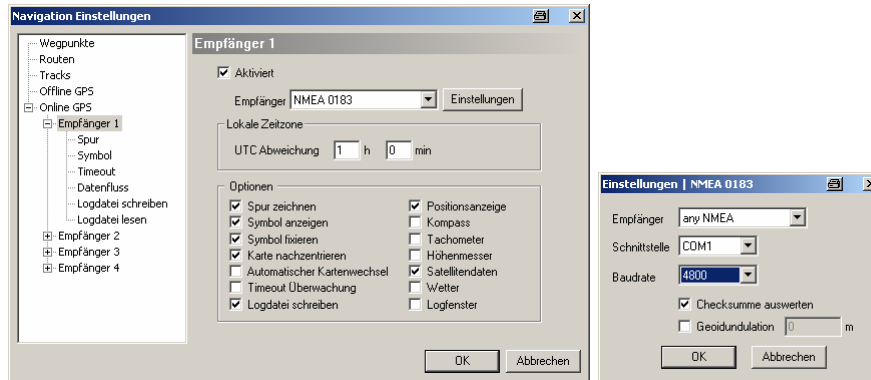 Navigation Einstellungen
Wegpunkte
Routen
Tracks
Offline GPS
Online GPS
Empfänger 1
Spur
Symbol
Timeout
Datenfluss
Logdatei schreiben
Logdatei lesen
Empfänger 2
Empfänger 3
Empfänger 4
Empfänger 1
Aktiviert
Empfänger NMEA 0183 Einstellungen
Lokale Zeitzone
UTC Abweichung 1 h 0 min
Optionen
Spur zeichnen Positionsanzeige
Symbol anzeigen Kompass
Symbol fixieren Tachometer
Karte nachzentrieren Höhenmesser
Automatischer Kartenwechsel Satellitendaten
Timeout Überwachung Wetter
Logdatei schreiben Logfenster
OK Abbrechen
Einstellungen | NMEA 0183
Empfänger any NMEA
Schnittstelle COM1
Baudrate 4800
Checksumme auswerten
Geoidundulation 0 m
OK Abbrechen